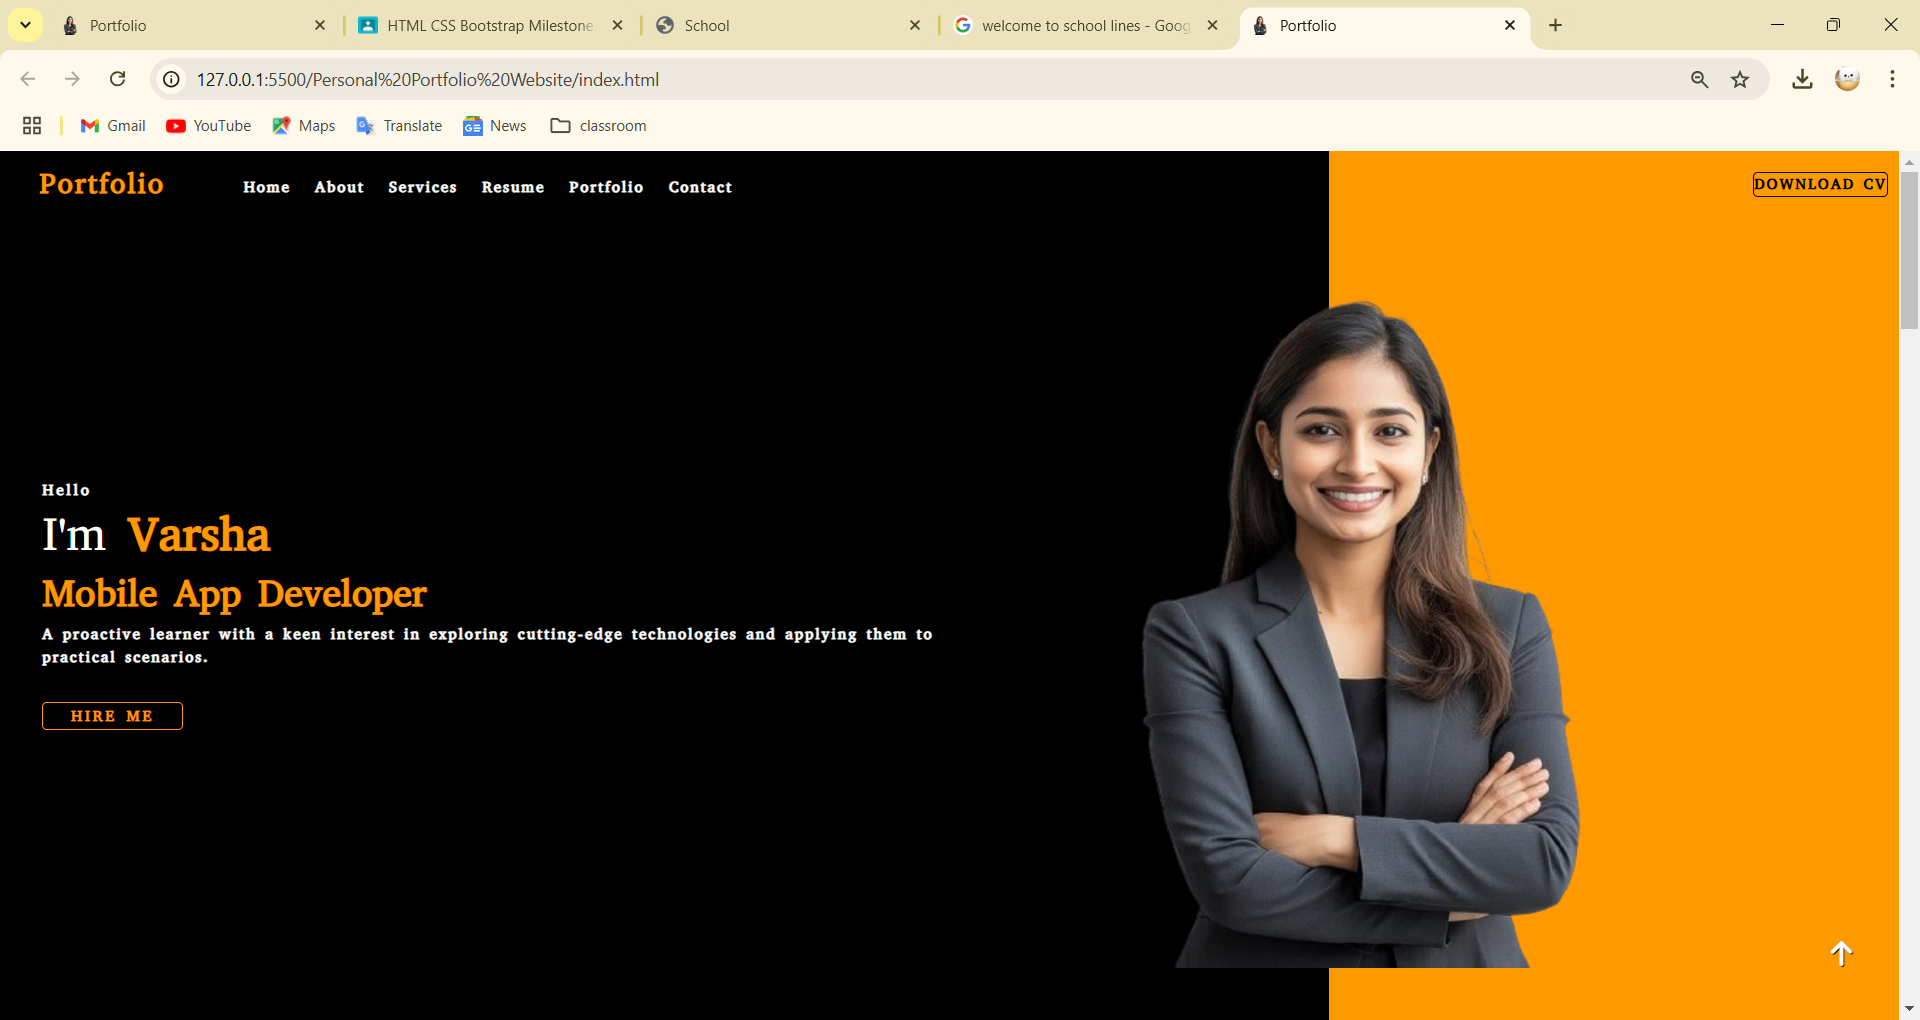 Portfolio
HTML CSS Bootstrap Milestone
School
welcome to school lines - Goog
Portfolio
127.0.0.1:5500/Personal%20Portfolio%20Website/index.html
Gmail
YouTube
Maps
Translate
News
classroom
Portfolio
Home
About
Services
Resume
Portfolio
Contact
DOWNLOAD CV
Hello
I'm Varsha
Mobile App Developer
A proactive learner with a keen interest in exploring cutting-edge technologies and applying them to
practical scenarios.
HIRE ME